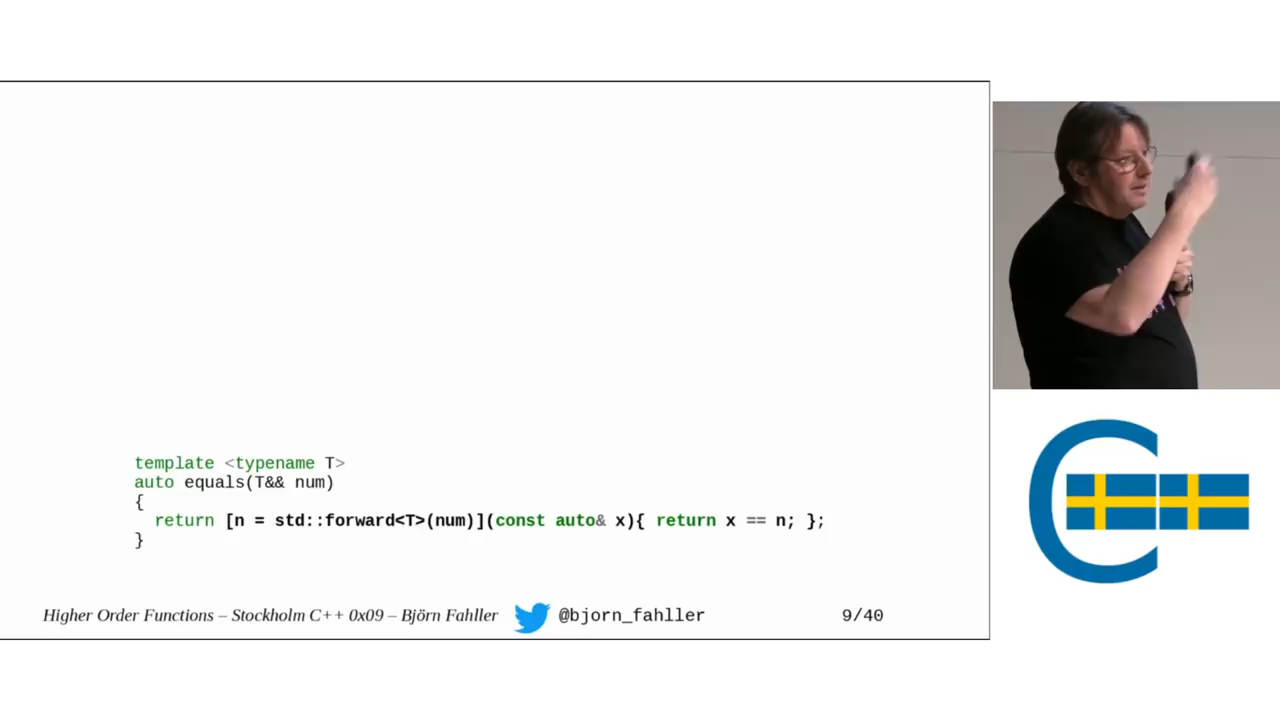 template <typename T>
auto equals(T&& num)
{
  return [n = std::forward<T>(num)](const auto& x){ return x == n; };
}
Higher Order Functions – Stockholm C++ 0x09 – Björn Fahller @bjorn_fahller 9/40
C++